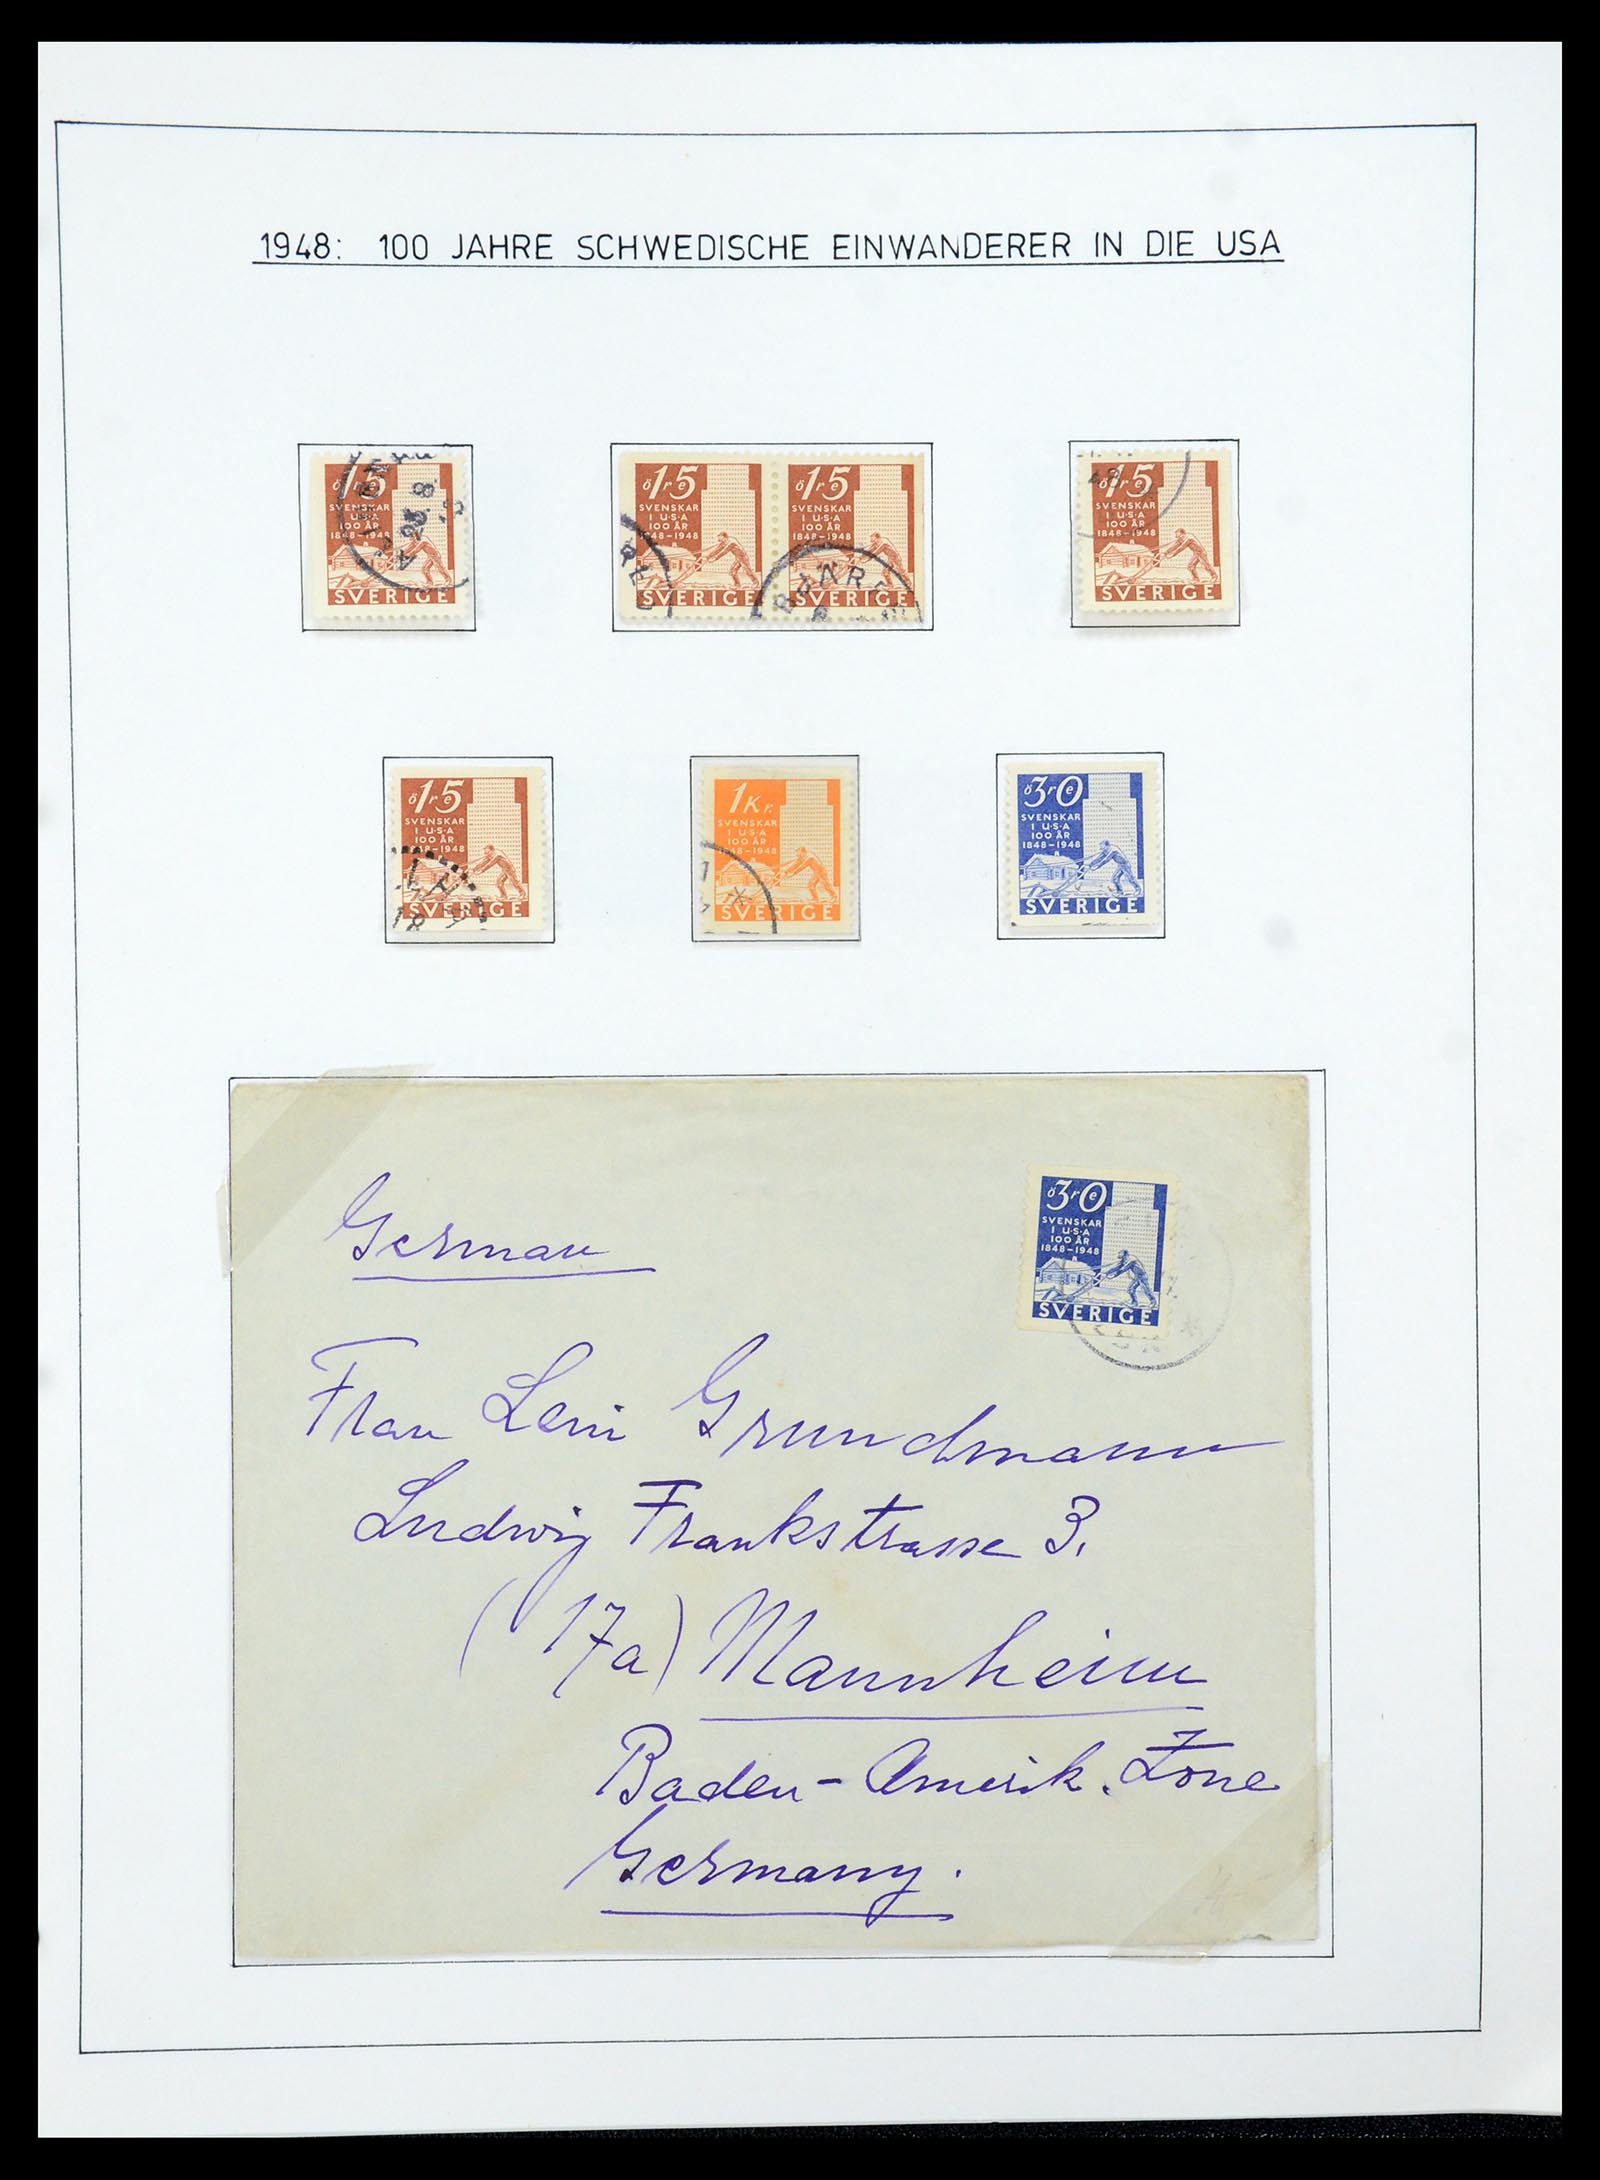 1948: 100 JAHRE SCHWEDISCHE EINWANDERER IN DIE USA
15 öre
SVENSKAR
I U·S·A
100 ÅR
1848-1948
SVERIGE
15 öre
SVENSKAR
I U·S·A
100 ÅR
1848-1948
SVERIGE
15 öre
SVENSKAR
I U·S·A
100 ÅR
1848-1948
SVERIGE
15 öre
SVENSKAR
I U·S·A
100 ÅR
1848-1948
SVERIGE
15 öre
SVENSKAR
I U·S·A
100 ÅR
1848-1948
SVERIGE
1 Kr.
SVENSKAR
I U·S·A
100 ÅR
1848-1948
SVERIGE
30 öre
SVENSKAR
I U·S·A
100 ÅR
1848-1948
SVERIGE
30 öre
SVENSKAR
I U·S·A
100 ÅR
1848-1948
SVERIGE
German
Frau Leni Grundmann
Ludwig Frankstrasse 3.
(17a) Mannheim
Baden - Amerik. Zone
Germany.